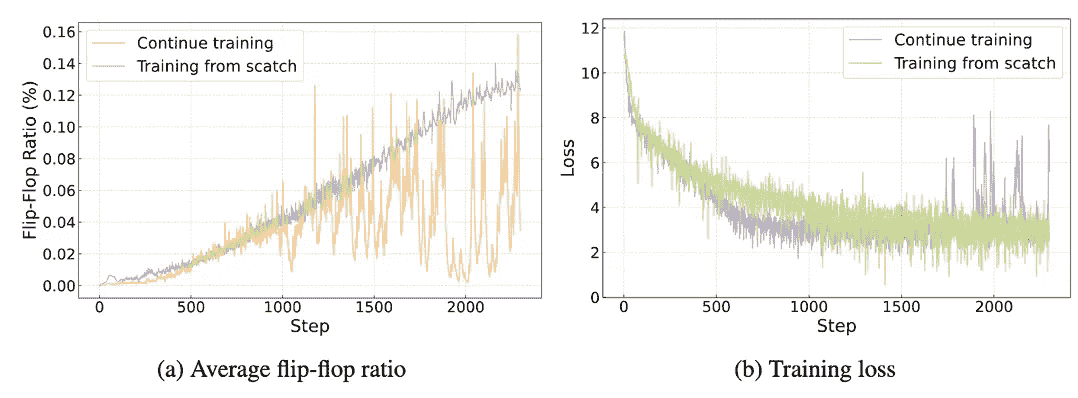 0.16
0.14
0.12
0.10
0.08
0.06
0.04
0.02
0.00
Flip-Flop Ratio (%)
Continue training
Training from scatch
0 500 1000 1500 2000
Step
(a) Average flip-flop ratio
12
10
8
6
4
2
0
Loss
Continue training
Training from scatch
0 500 1000 1500 2000
Step
(b) Training loss